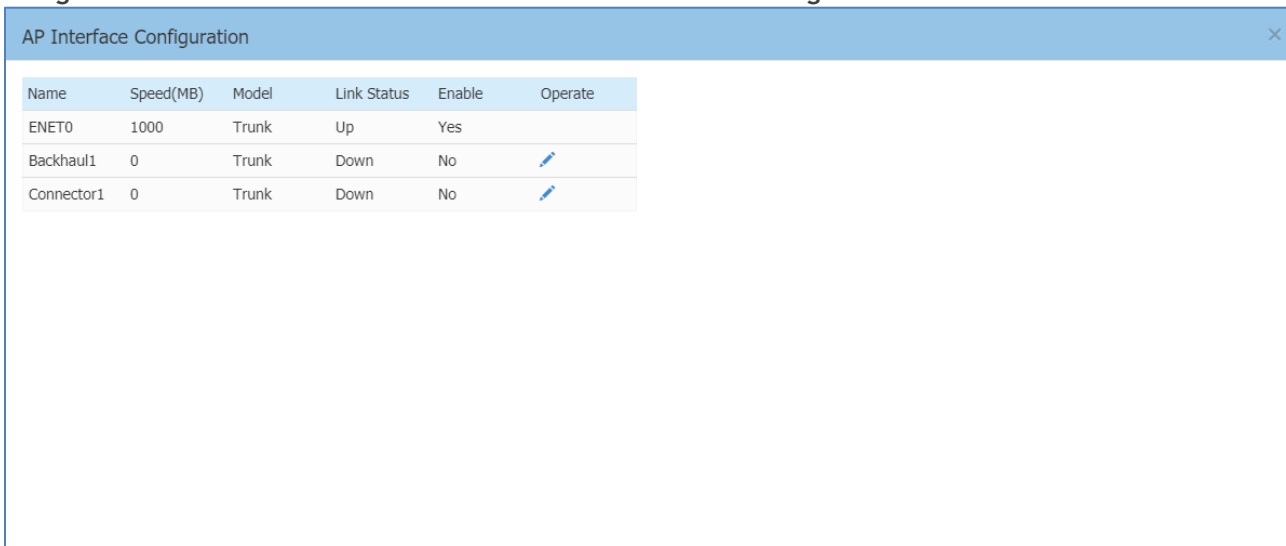 AP Interface Configuration
Name Speed(MB) Model Link Status Enable Operate
ENET0 1000 Trunk Up Yes
Backhaul1 0 Trunk Down No
Connector1 0 Trunk Down No